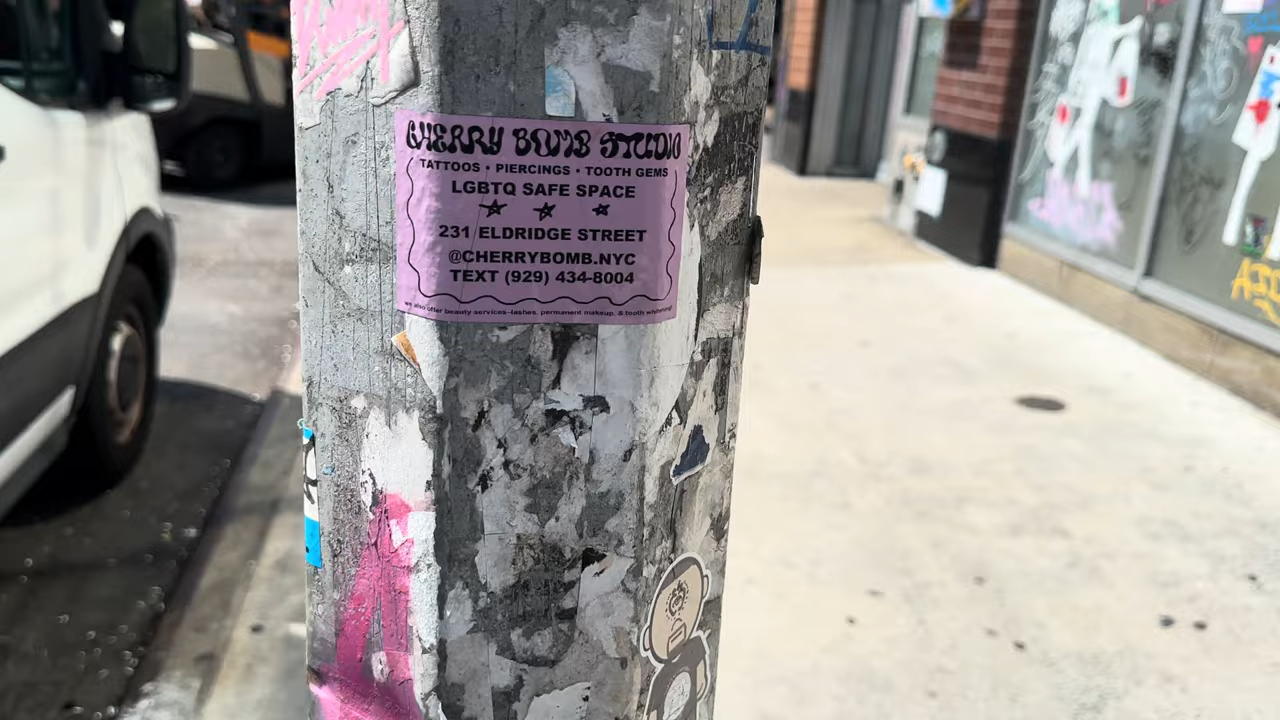 CHERRY BOMB STUDIO
TATTOOS • PIERCINGS • TOOTH GEMS
LGBTQ SAFE SPACE
231 ELDRIDGE STREET
@CHERRYBOMB.NYC
TEXT (929) 434-8004
we also offer beauty services-lashes, permanent makeup, & tooth whitening!